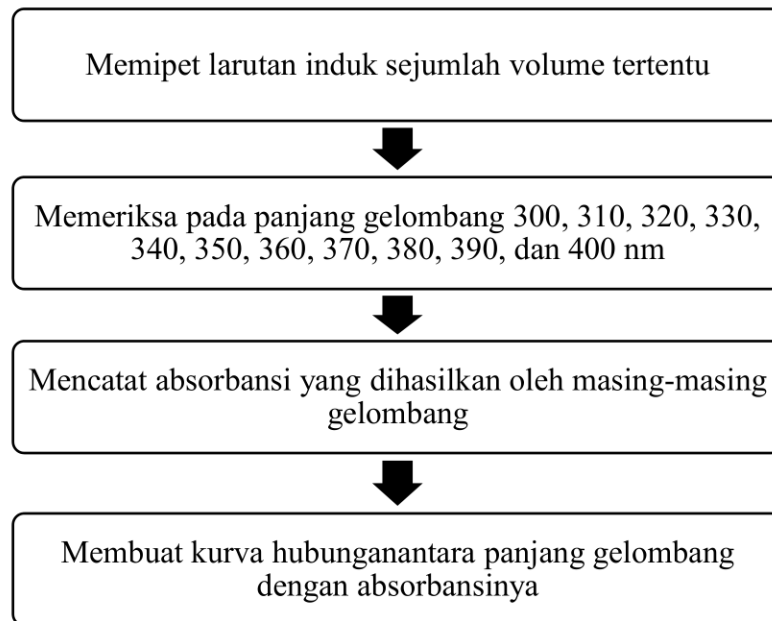 Memipet larutan induk sejumlah volume tertentu
Memeriksa pada panjang gelombang 300, 310, 320, 330,
340, 350, 360, 370, 380, 390, dan 400 nm
Mencatat absorbansi yang dihasilkan oleh masing-masing
gelombang
Membuat kurva hubunganantara panjang gelombang
dengan absorbansinya